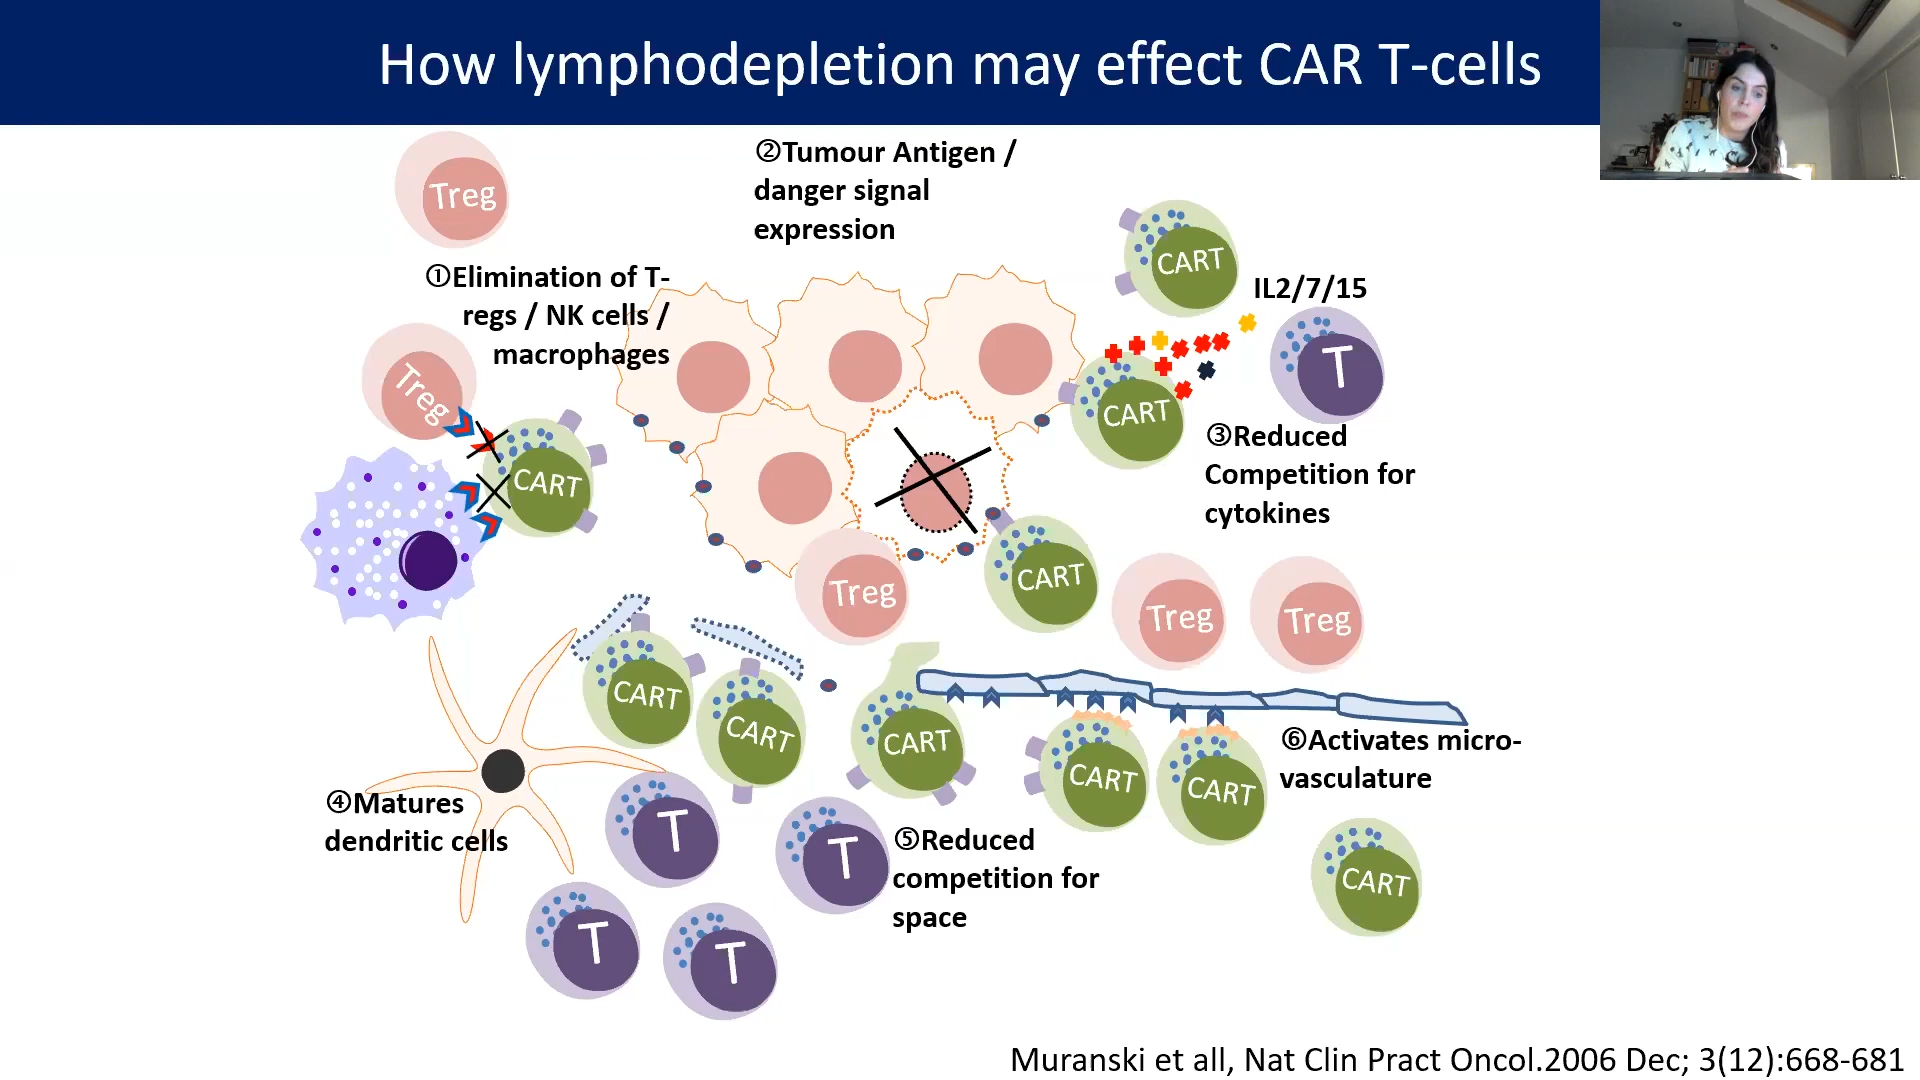 How lymphodepletion may effect CAR T-cells
Treg
②Tumour Antigen /
danger signal
expression
①Elimination of T-
regs / NK cells /
macrophages
CART
IL2/7/15
T
Treg
CART
③Reduced
Competition for
cytokines
CART
CART
Treg
Treg
Treg
CART
CART
CART
CART
CART
⑥Activates micro-
vasculature
④Matures
dendritic cells
T
T
⑤Reduced
competition for
space
CART
T
T
Muranski et all, Nat Clin Pract Oncol.2006 Dec; 3(12):668-681